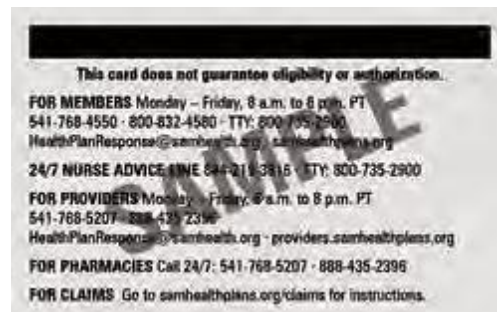 This card does not guarantee eligibility or authorization.
FOR MEMBERS Monday – Friday, 8 a.m. to 8 p.m. PT
541-768-4550 · 800-832-4580 · TTY: 800-735-2900
HealthPlanResponse@samhealth.org · samhealthplans.org
24/7 NURSE ADVICE LINE TTY: 800-735-2900
FOR PROVIDERS Monday – Friday, 8 a.m. to 8 p.m. PT
541-768-5207 · 888-435-2396
HealthPlanResponse@samhealth.org · providers.samhealthplans.org
FOR PHARMACIES Call 24/7: 541-768-5207 · 888-435-2396
FOR CLAIMS Go to samhealthplans.org/claims for instructions.
SAMPLE